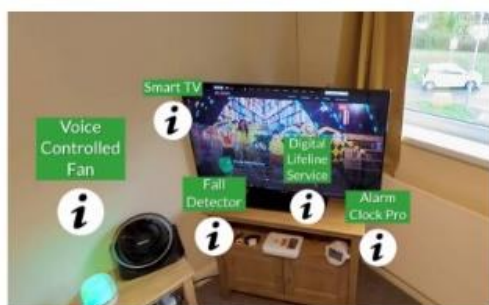 Smart TV
i
Voice
Controlled
Fan
i
Digital
Lifeline
Service
i
Fall
Detector
i
Alarm
Clock Pro
i